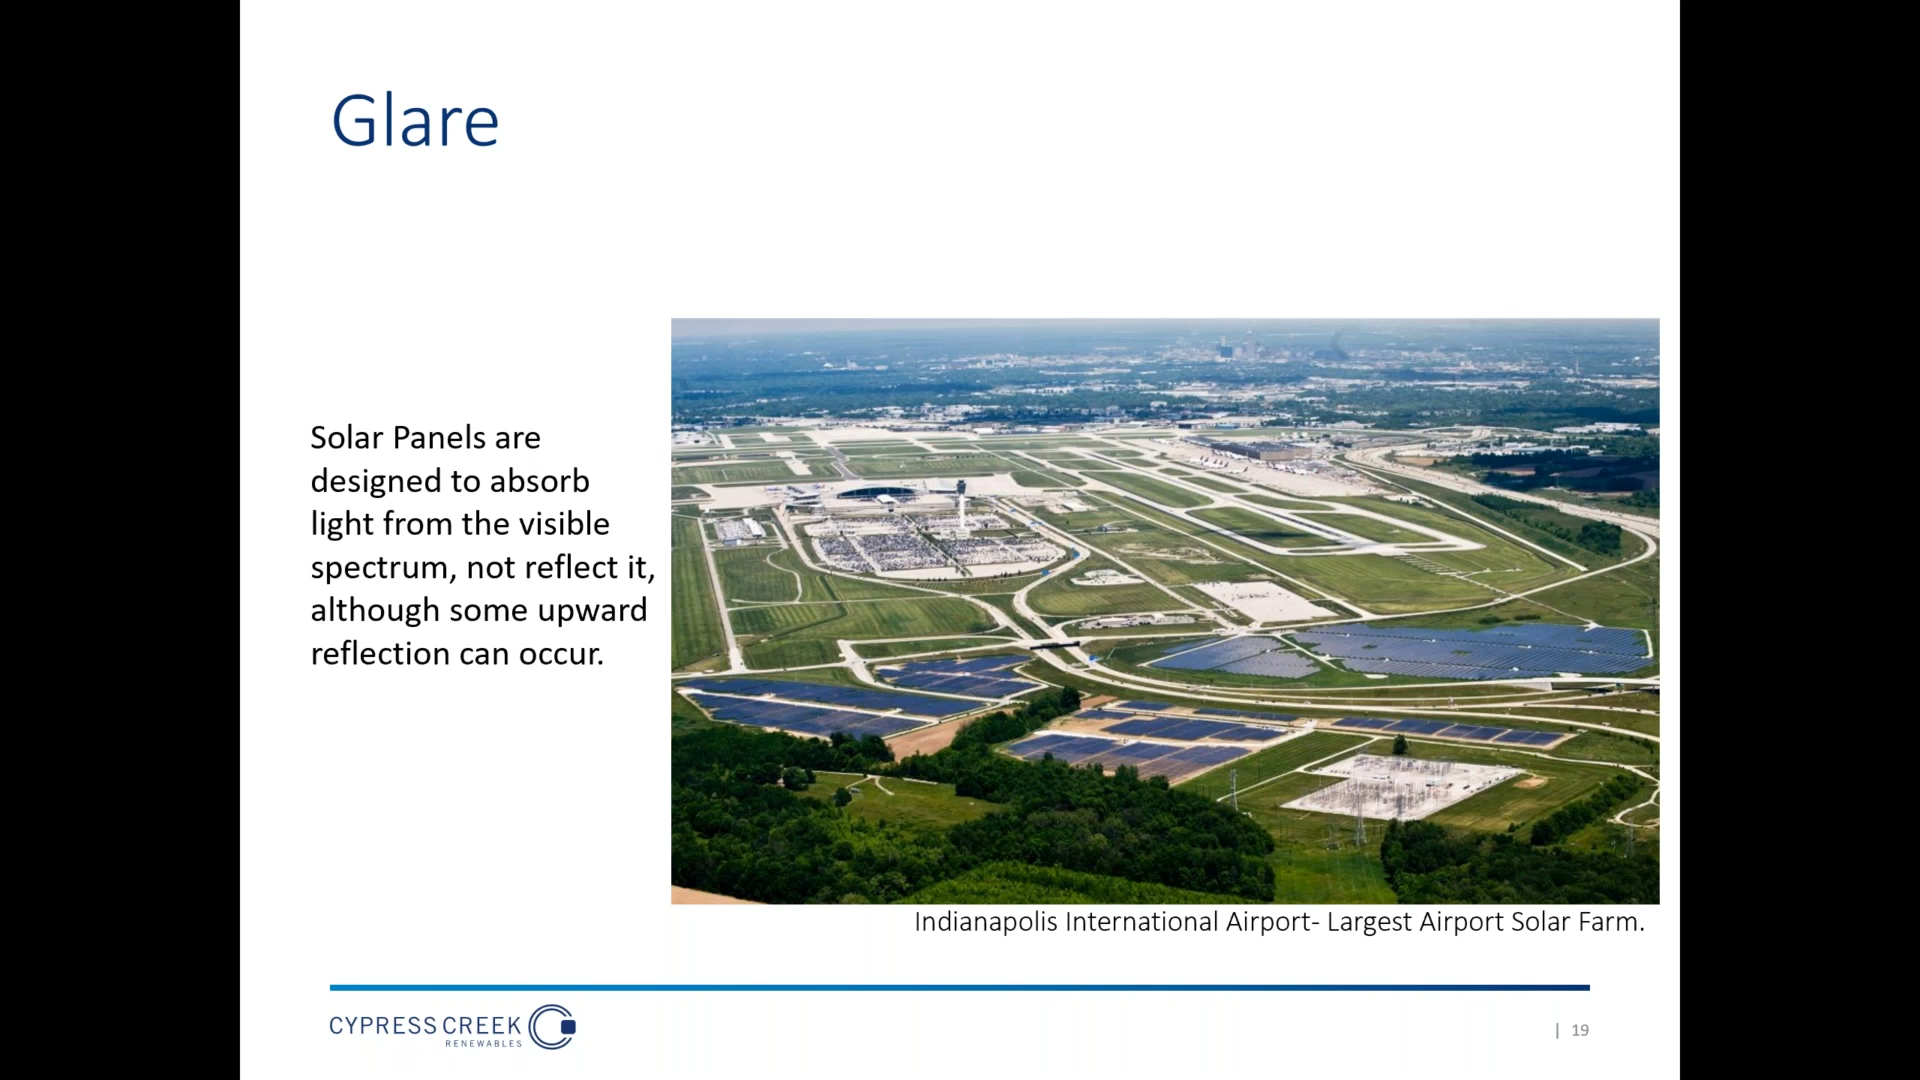 Glare
Solar Panels are
designed to absorb
light from the visible
spectrum, not reflect it,
although some upward
reflection can occur.
Indianapolis International Airport- Largest Airport Solar Farm.
CYPRESS CREEK
RENEWABLES
| 19